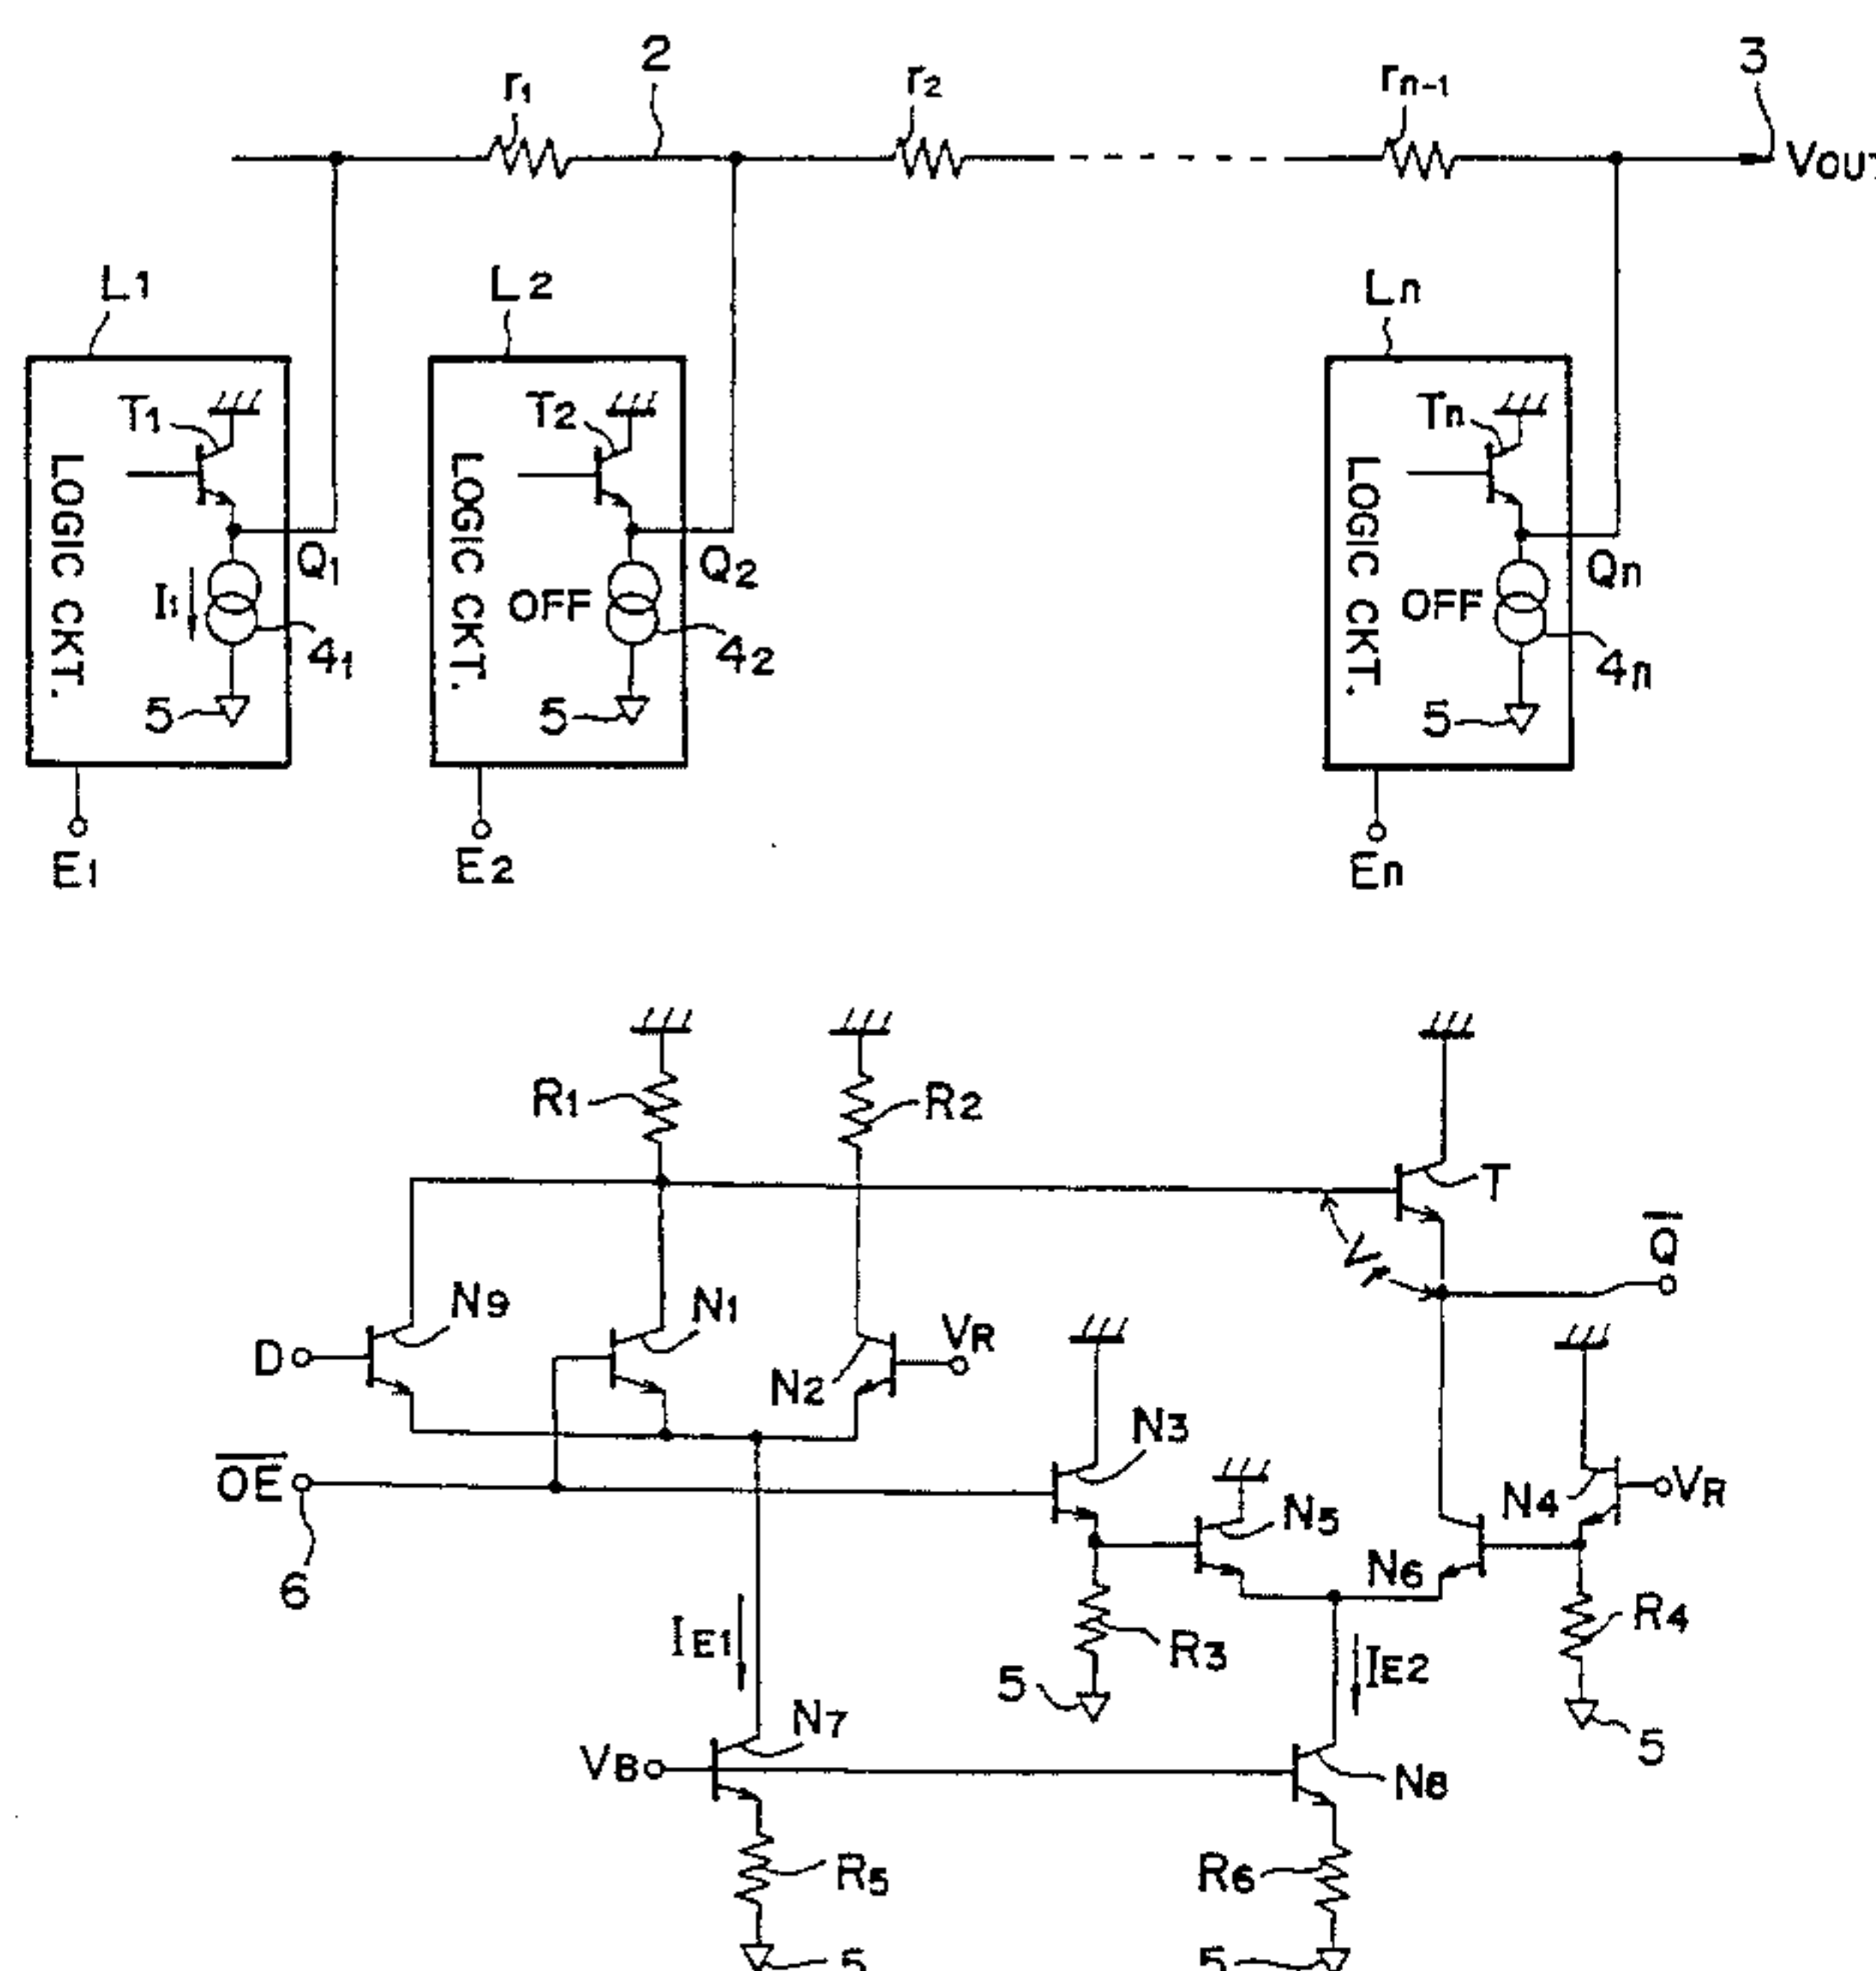 r1 2 r2 rn-1 3
VOUT
L1 L2 Ln
T1 T2 Tn
LOGIC CKT. LOGIC CKT. LOGIC CKT.
Q1 Q2 Qn
I1 OFF OFF
41 42 4n
5 5 5
E1 E2 En
R1 R2
T
Q
Vf
N9 N1 VR
D N2
N3
OE N5 N4 VR
6 N6
IE1 R3 IE2 R4
5 5
N7
VB N8
R5 R6
5 5